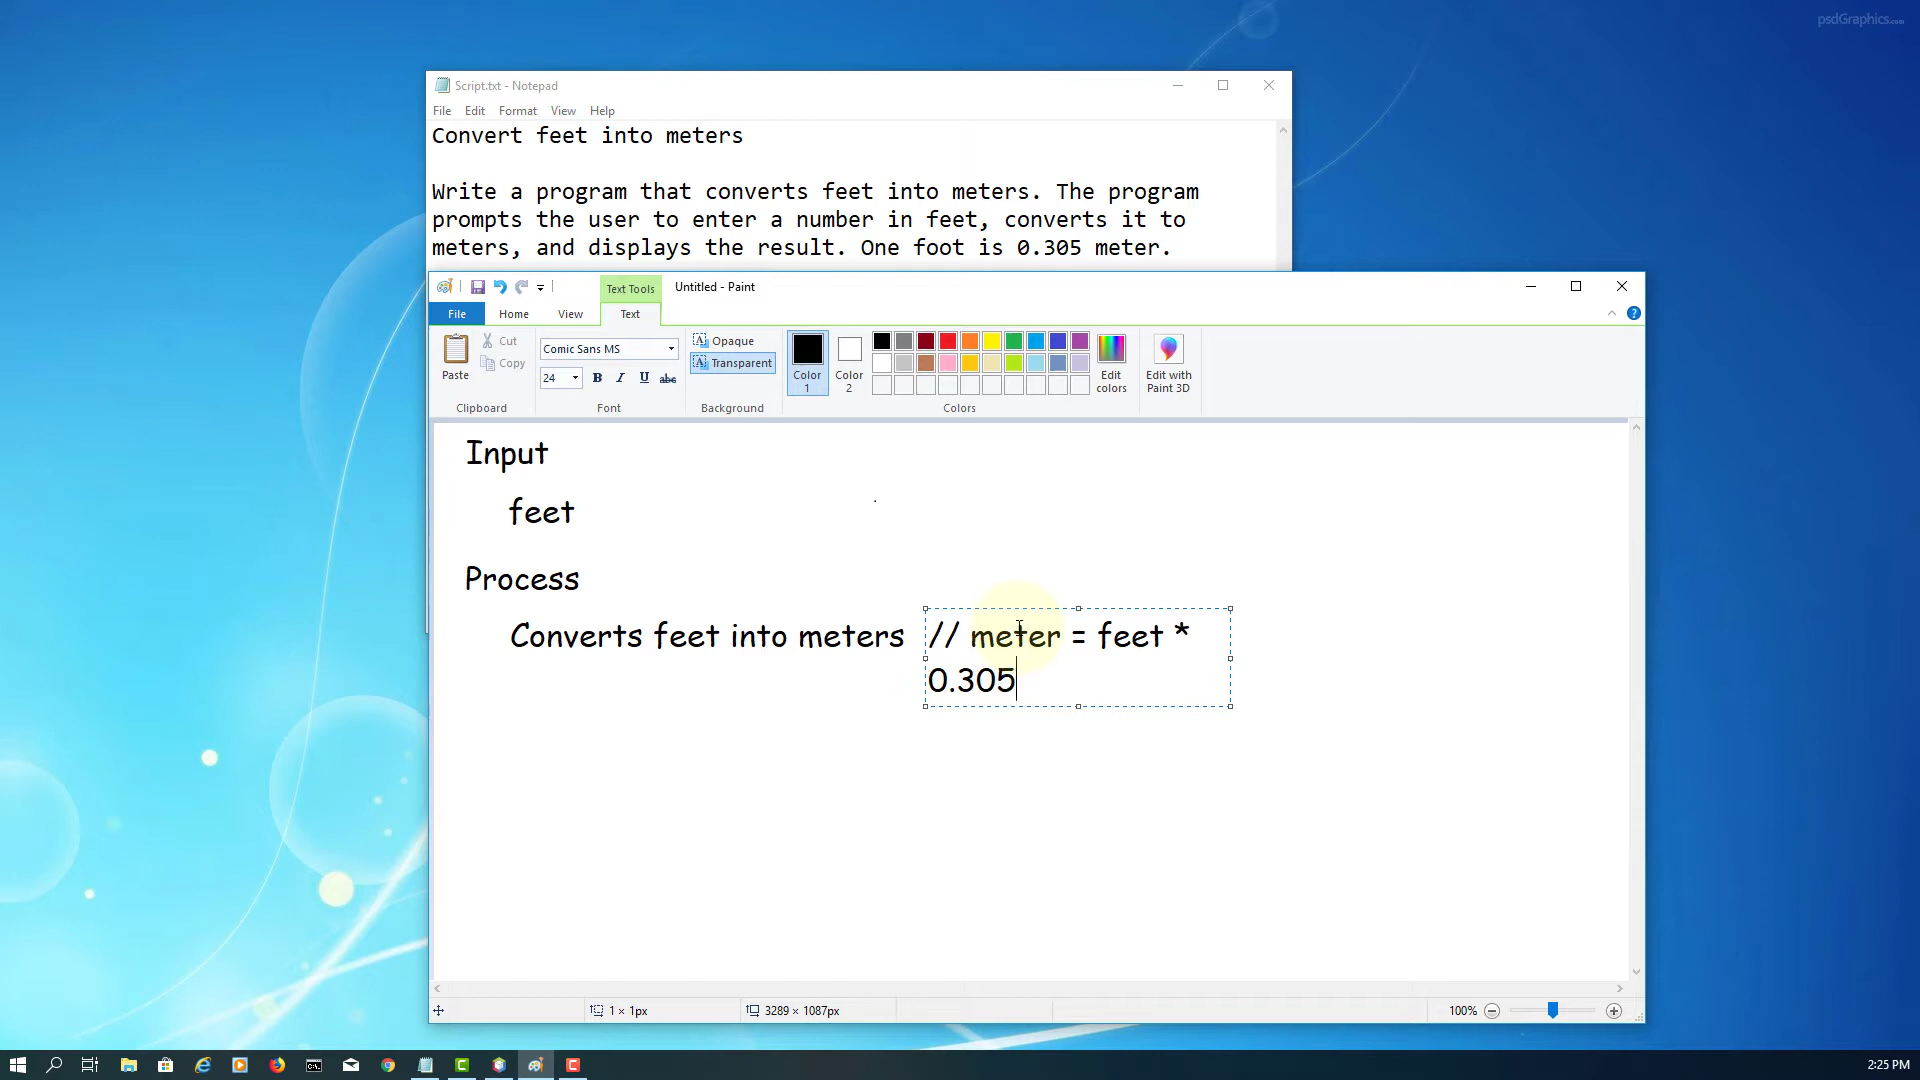 psdGraphics.com
Script.txt - Notepad
File Edit Format View Help
Convert feet into meters
Write a program that converts feet into meters. The program
prompts the user to enter a number in feet, converts it to
meters, and displays the result. One foot is 0.305 meter.
Text Tools
Untitled - Paint
File Home View Text
Paste
Cut
Copy
Clipboard
Comic Sans MS
24 B I U abc
Font
Opaque
Transparent
Background
Color
1
Color
2
Edit
colors
Edit with
Paint 3D
Colors
Input
feet
Process
Converts feet into meters // meter = feet *
0.305
1 × 1px
3289 × 1087px
100%
2:25 PM